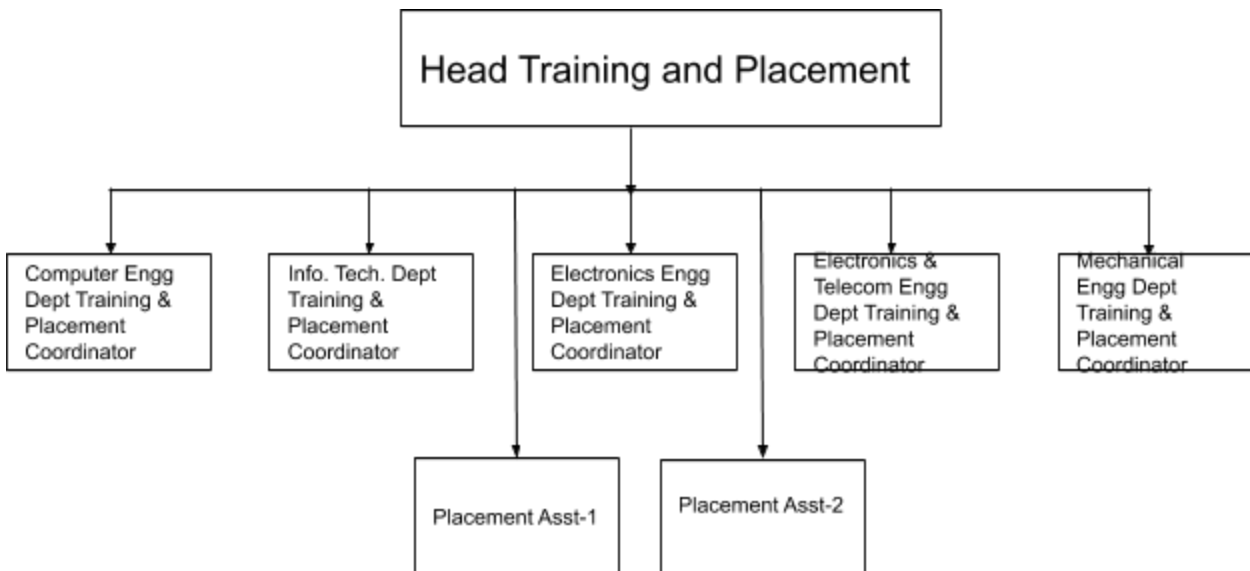 Head Training and Placement
Computer Engg
Dept Training &
Placement
Coordinator
Info. Tech. Dept
Training &
Placement
Coordinator
Electronics Engg
Dept Training &
Placement
Coordinator
Electronics &
Telecom Engg
Dept Training &
Placement
Coordinator
Mechanical
Engg Dept
Training &
Placement
Coordinator
Placement Asst-1
Placement Asst-2